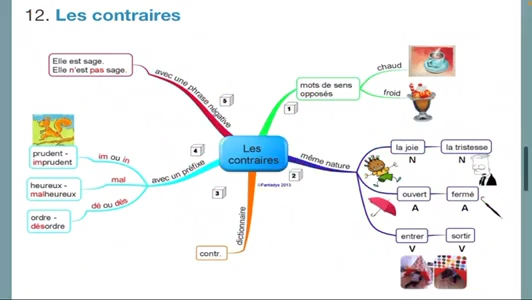 12. Les contraires
Elle est sage.
Elle n'est pas sage.
avec une phrase négative
5
mots de sens
opposés
chaud
froid
1
Les
contraires
©Fantadys 2013
même nature
2
la joie
N
la tristesse
N
ouvert
A
fermé
A
entrer
V
sortir
V
dictionnaire
3
contr.
avec un préfixe
4
im ou in
prudent -
imprudent
mal
heureux -
malheureux
dé ou dés
ordre -
désordre